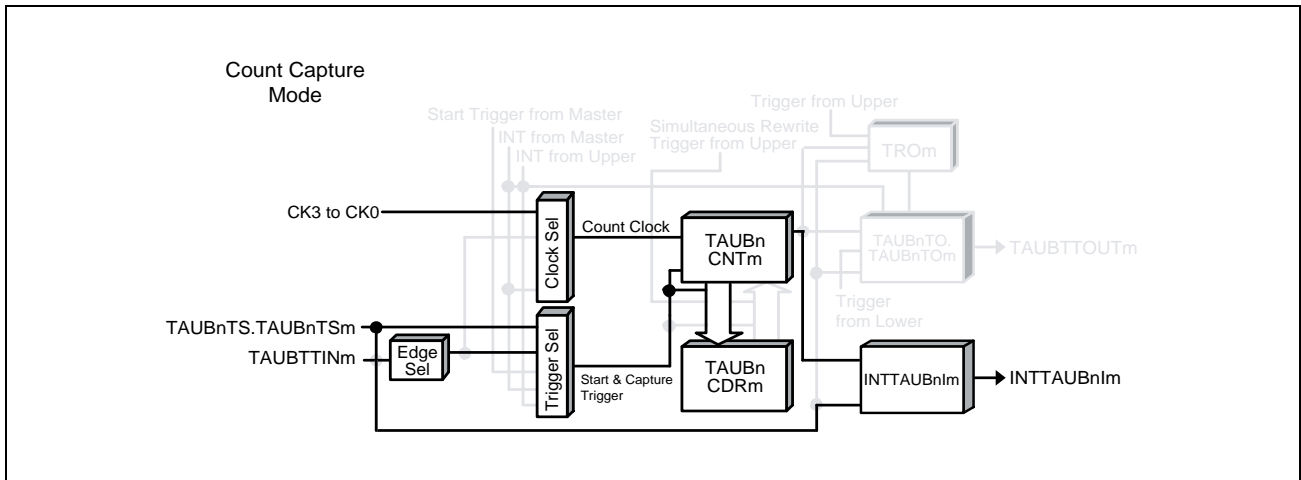 Count Capture
Mode
Trigger from Upper
Start Trigger from Master
Simultaneous Rewrite
Trigger from Upper
INT from Master
INT from Upper
TROm
CK3 to CK0
Clock Sel
Count Clock
TAUBn
CNTm
TAUBnTO.
TAUBnTOm
TAUBTTOUTm
Trigger
from Lower
TAUBnTS.TAUBnTSm
TAUBTTINm
Edge
Sel
Trigger Sel
Start & Capture
Trigger
TAUBn
CDRm
INTTAUBnIm
INTTAUBnIm